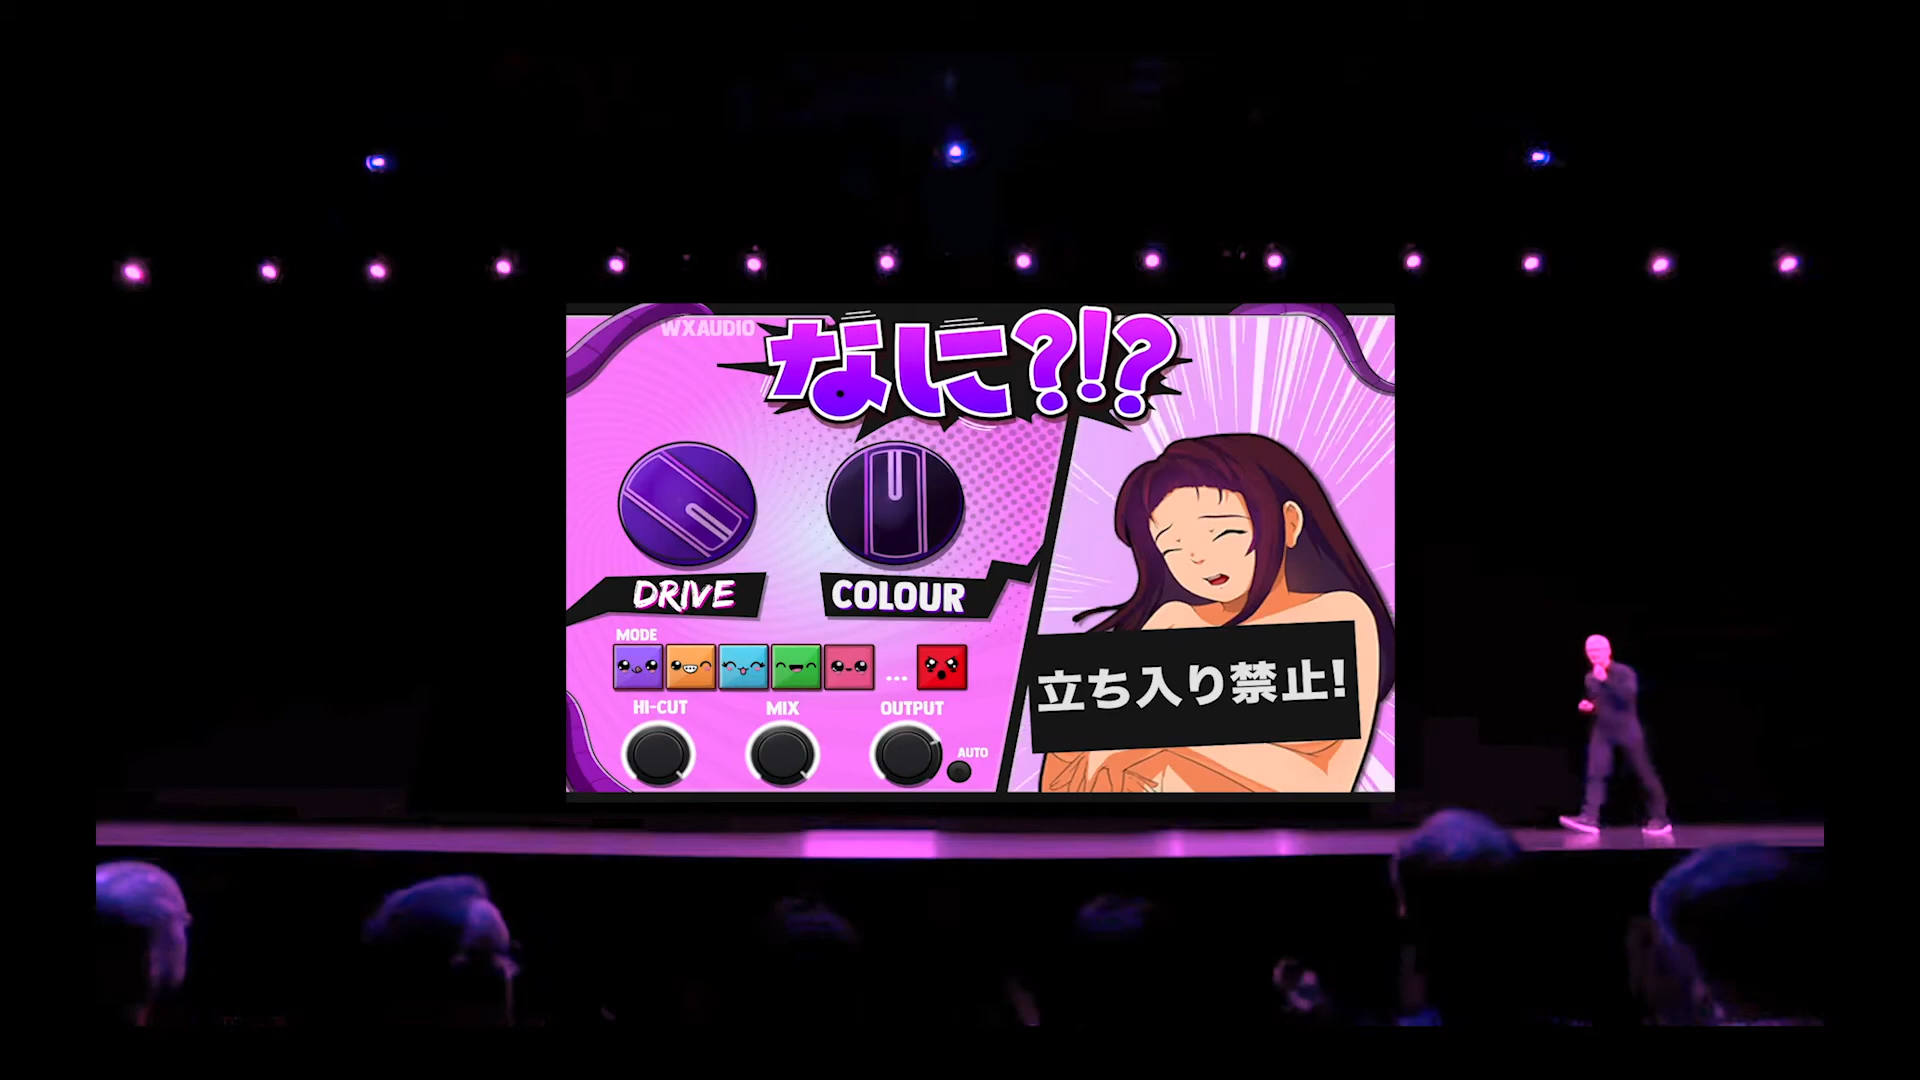 WXAUDIO
なに?!?
DRIVE
COLOUR
MODE
...
HI-CUT
MIX
OUTPUT
AUTO
立ち入り禁止!